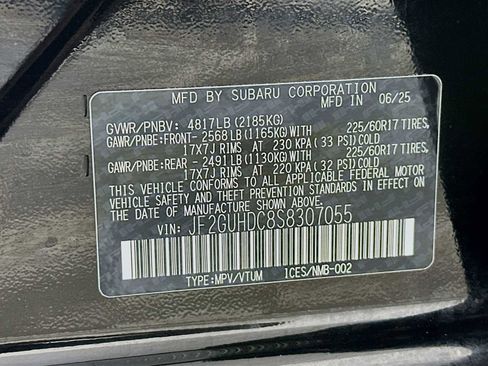 MFD BY SUBARU CORPORATION
MFD IN 06/25
GVWR/PNBV: 4817LB(2185KG)
GAWR/PNBE:FRONT- 2568LB(1165KG)WITH 225/60R17 TIRES,
17X7J RIMS AT 230 KPA(33 PSI)COLD
GAWR/PNBE:REAR - 2491LB(1130KG)WITH 225/60R17 TIRES,
17X7J RIMS AT 220 KPA(32 PSI)COLD
THIS VEHICLE CONFORMS TO ALL APPLICABLE FEDERAL MOTOR
VEHICLE SAFETY AND THEFT PREVENTION STANDARDS IN EFFECT ON THE
DATE OF MANUFACTURE SHOWN ABOVE.
VIN: JF2GUHDC8S8307055
TYPE:MPV/VTUM 1CES/NMB-002